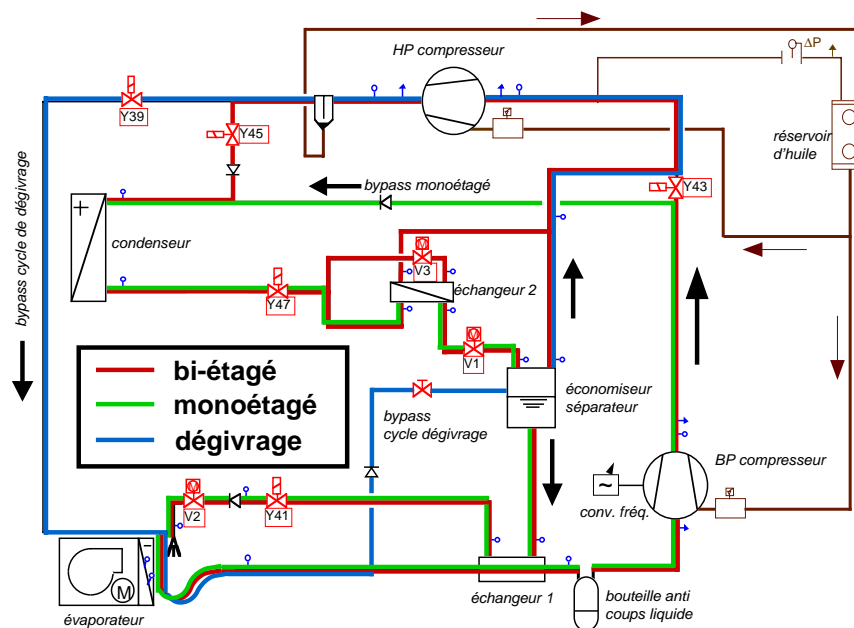 HP compresseur
ΔP
Y39
Y45
réservoir
d'huile
bypass monoétagé
Y43
+
condenseur
bypass cycle de dégivrage
M
V3
échangeur 2
Y47
M
V1
bi-étagé
monoétagé
dégivrage
économiseur
séparateur
bypass
cycle dégivrage
BP compresseur
~
conv. fréq.
M
V2
Y41
M
évaporateur
échangeur 1
bouteille anti
coups liquide